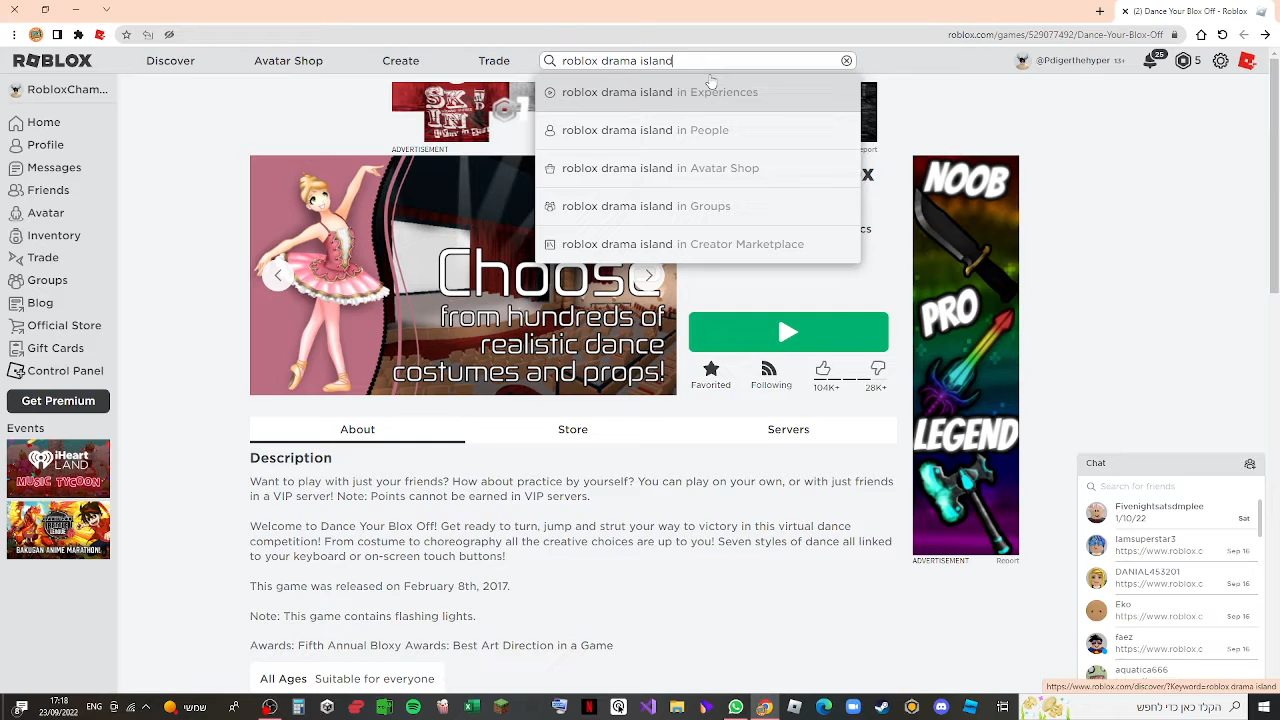 (2) Dance Your Blox Off - Roblox
roblox.com/games/529077492/Dance-Your-Blox-Off
ROBLOX
Discover
Avatar Shop
Create
Trade
roblox drama island
@Pdigerthehyper 13+
25
5
roblox drama island in Experiences
roblox drama island in People
roblox drama island in Avatar Shop
roblox drama island in Groups
roblox drama island in Creator Marketplace
RobloxCham...
Home
Profile
Messages
Friends
Avatar
Inventory
Trade
Groups
Blog
Official Store
Gift Cards
Control Panel
Get Premium
Events
iHeart
LAND
MUSIC TYCOON
BAKUGAN ANIME MARATHON!
SK
IN
ADVERTISEMENT
Choose
from hundreds of
realistic dance
costumes and props!
Favorited
Following
104K+
28K+
About
Store
Servers
Description
Want to play with just your friends? How about practice by yourself? You can play on your own, or with just friends
in a VIP server! Note: Points cannot be earned in VIP servers.
Welcome to Dance Your Blox Off! Get ready to turn, jump and strut your way to victory in this virtual dance
competition! From costume to choreography all the creative choices are up to you! Seven styles of dance all linked
to your keyboard or on-screen touch buttons!
This game was released on February 8th, 2017.
Note: This game contains flashing lights.
Awards: Fifth Annual Bloxy Awards: Best Art Direction in a Game
All Ages Suitable for everyone
NOOB
PRO
LEGEND
ADVERTISEMENT
Report
Chat
Search for friends
Fivenightsatsdmplee
1/10/22
Sat
Iamsuperstar3
https://www.roblox.c
Sep 16
DANIAL453201
https://www.roblox.c
Sep 16
Eko
https://www.roblox.c
Sep 16
faez
https://www.roblox.c
Sep 16
aquatica666
https://www.roblox.com/discover/?Keyword=roblox drama island
17:18
23/09/2022
ENG